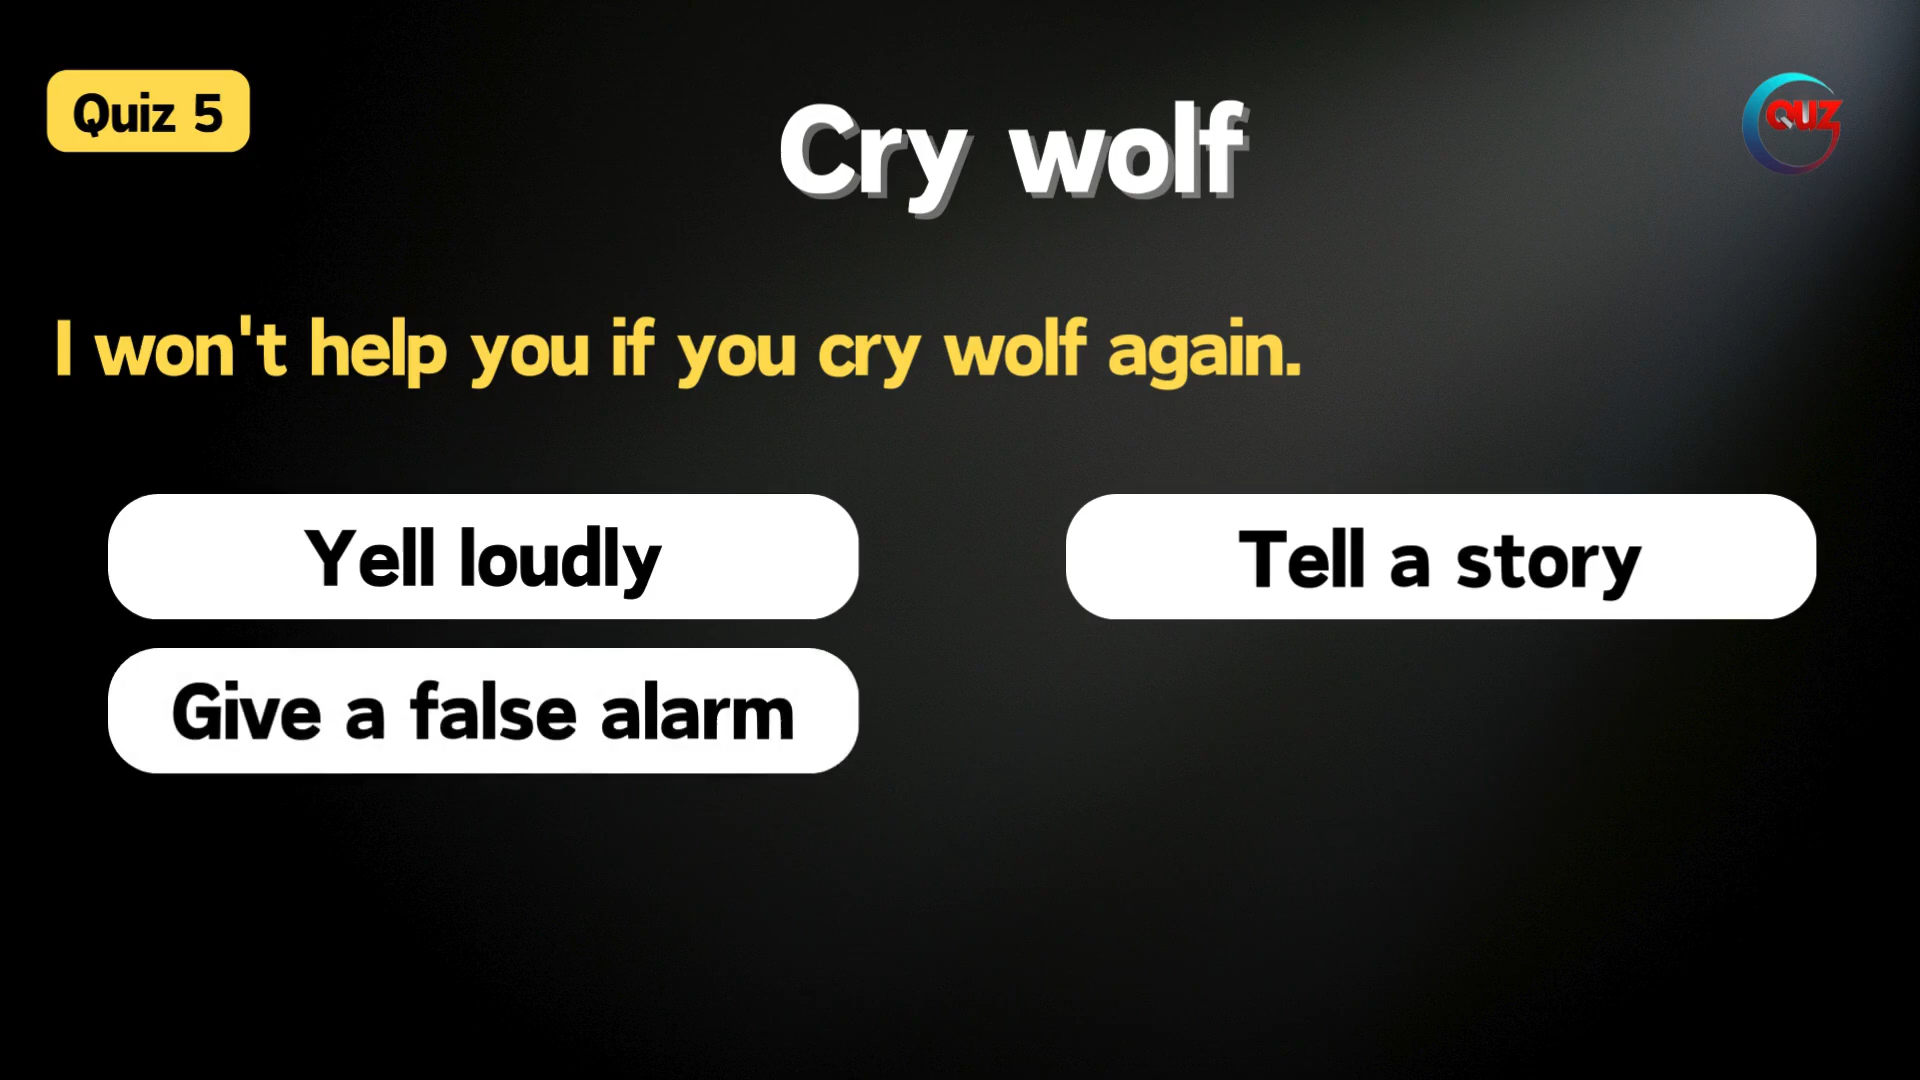 Quiz 5
Cry wolf
QUZ
I won't help you if you cry wolf again.
Yell loudly
Tell a story
Give a false alarm